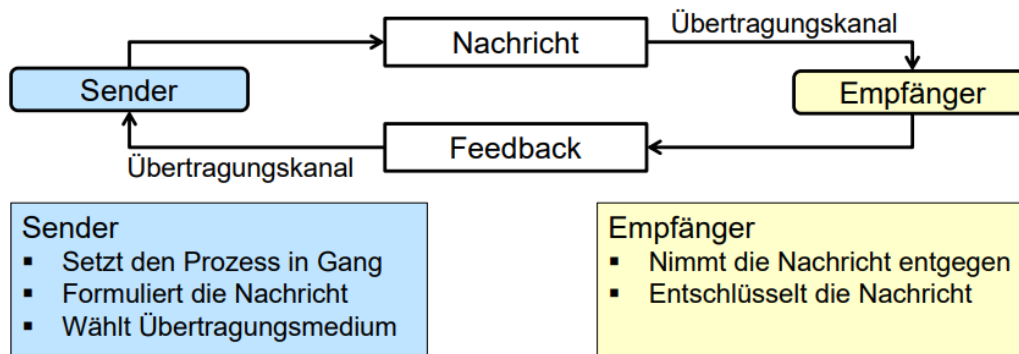 Nachricht
Übertragungskanal
Sender
Empfänger
Feedback
Übertragungskanal
Sender
▪ Setzt den Prozess in Gang
▪ Formuliert die Nachricht
▪ Wählt Übertragungsmedium
Empfänger
▪ Nimmt die Nachricht entgegen
▪ Entschlüsselt die Nachricht